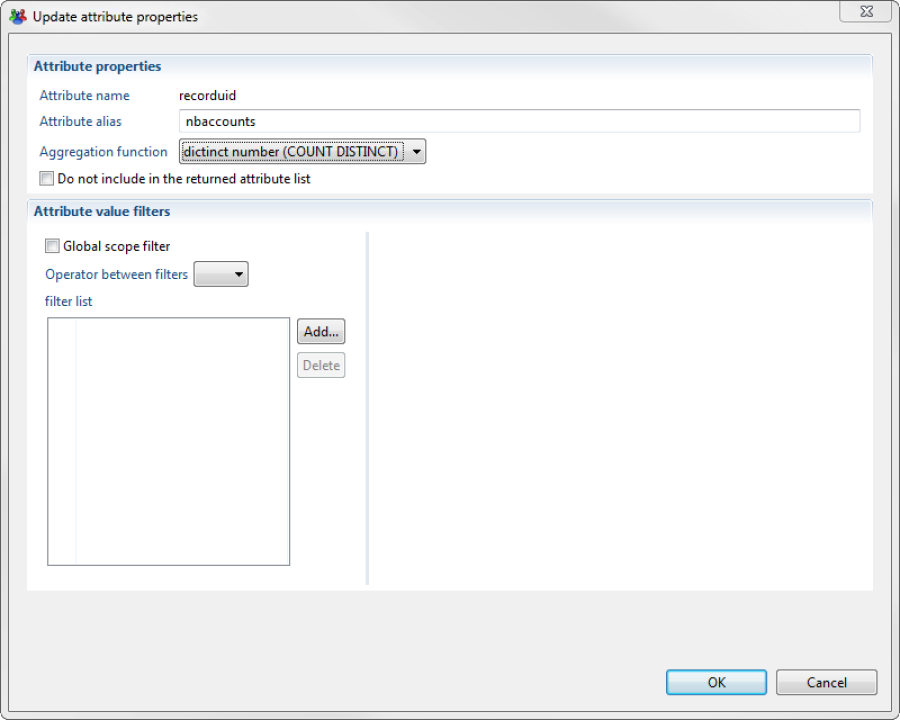 Update attribute properties
Attribute properties
Attribute name recorduid
Attribute alias nbaccounts
Aggregation function dictinct number (COUNT DISTINCT)
Do not include in the returned attribute list
Attribute value filters
Global scope filter
Operator between filters
filter list
Add...
Delete
OK Cancel